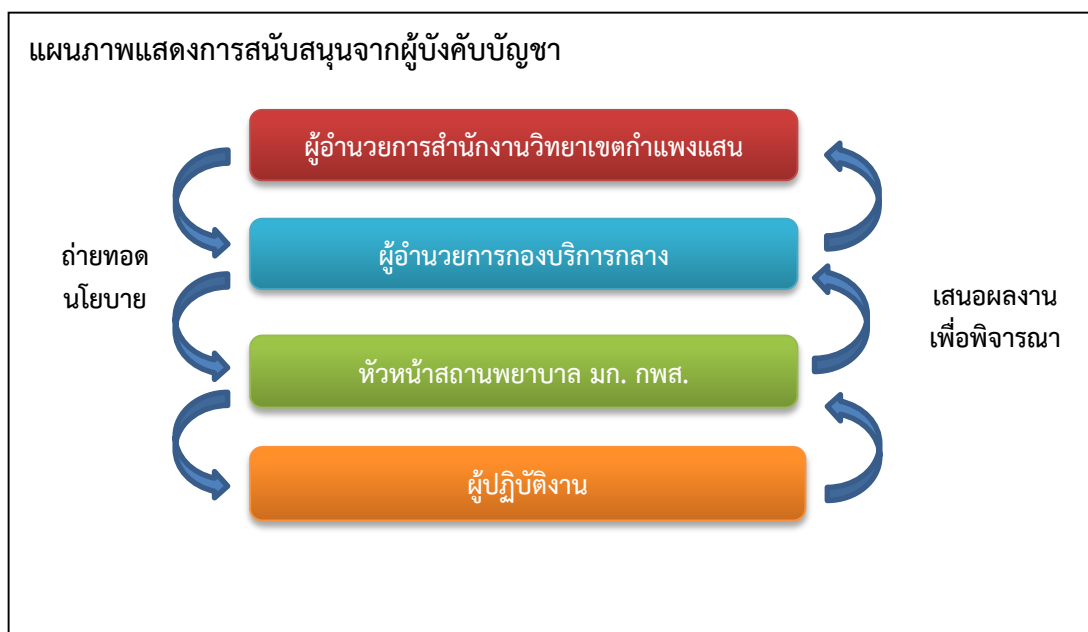 แผนภาพแสดงการสนับสนุนจากผู้บังคับบัญชา
ผู้อำนวยการสำนักงานวิทยาเขตกำแพงแสน
ผู้อำนวยการกองบริการกลาง
หัวหน้าสถานพยาบาล มก. กพส.
ผู้ปฏิบัติงาน
ถ่ายทอด
นโยบาย
เสนอผลงาน
เพื่อพิจารณา